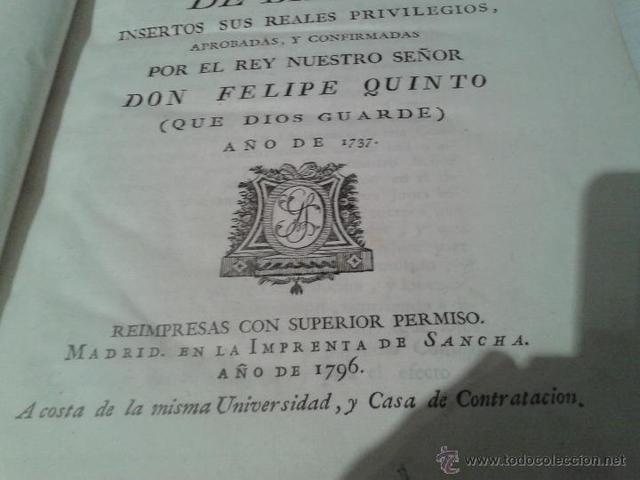 DE
INSERTOS SUS REALES PRIVILEGIOS,
APROBADAS, Y CONFIRMADAS
POR EL REY NUESTRO SEÑOR
DON FELIPE QUINTO
(QUE DIOS GUARDE)
AÑO DE 1737.
REIMPRESAS CON SUPERIOR PERMISO.
MADRID. EN LA IMPRENTA DE SANCHA.
AÑO DE 1796.
A costa de la misma Universidad, y Casa de Contratacion.
www.todocoleccion.net